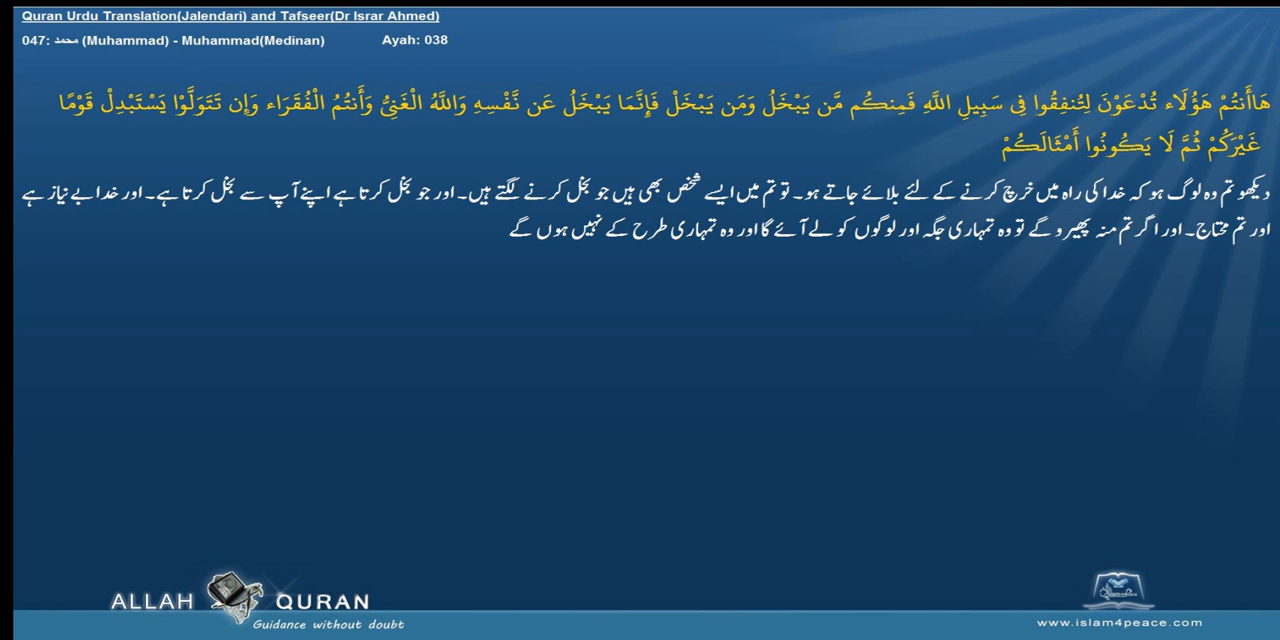 Quran Urdu Translation(Jalendari) and Tafseer(Dr Israr Ahmed)
047: محمد (Muhammad) - Muhammad(Medinan) Ayah: 038
هَاأَنتُمْ هَؤُلَاء تُدْعَوْنَ لِتُنفِقُوا فِي سَبِيلِ اللَّهِ فَمِنكُم مَّن يَبْخَلُ وَمَن يَبْخَلْ فَإِنَّمَا يَبْخَلُ عَن نَّفْسِهِ وَاللَّهُ الْغَنِيُّ وَأَنتُمُ الْفُقَرَاء وَإِن تَتَوَلَّوْا يَسْتَبْدِلْ قَوْمًا
غَيْرَكُمْ ثُمَّ لَا يَكُونُوا أَمْثَالَكُمْ
دیکھو تم وہ لوگ ہو کہ خدا کی راہ میں خرچ کرنے کے لئے بلائے جاتے ہو۔ تو تم میں ایسے شخص بھی ہیں جو بخل کرنے لگتے ہیں۔ اور جو بخل کرتا ہے اپنے آپ سے بخل کرتا ہے۔ اور خدا بے نیاز ہے
اور تم محتاج۔ اور اگر تم منہ پھیرو گے تو وہ تمہاری جگہ اور لوگوں کو لے آئے گا اور وہ تمہاری طرح کے نہیں ہوں گے
ALLAH QURAN
Guidance without doubt
www.islam4peace.com